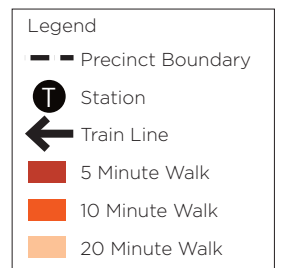 Legend
Precinct Boundary
T Station
Train Line
5 Minute Walk
10 Minute Walk
20 Minute Walk